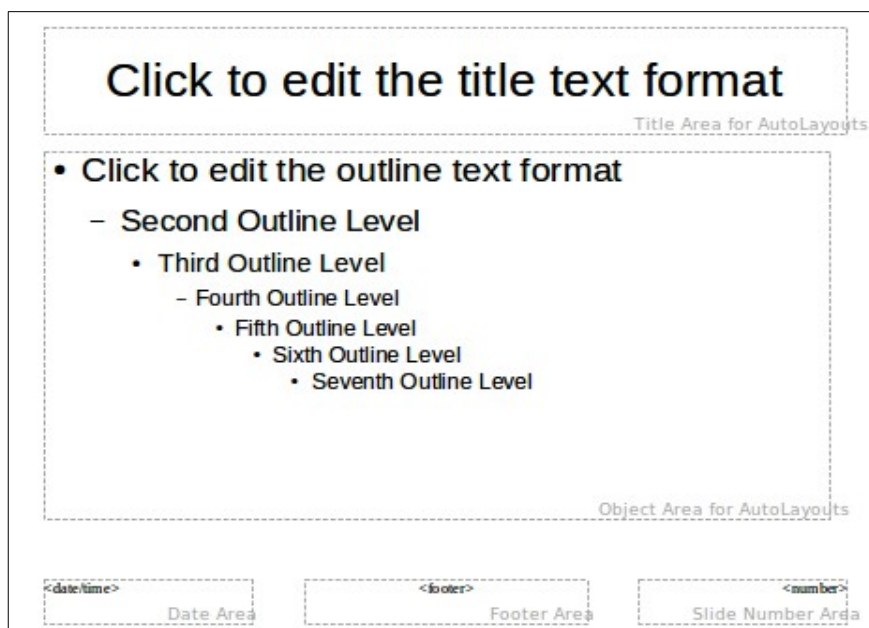 Click to edit the title text format
Title Area for AutoLayouts
• Click to edit the outline text format
– Second Outline Level
• Third Outline Level
– Fourth Outline Level
• Fifth Outline Level
• Sixth Outline Level
• Seventh Outline Level
Object Area for AutoLayouts
<date/time> <footer> <number>
Date Area Footer Area Slide Number Area